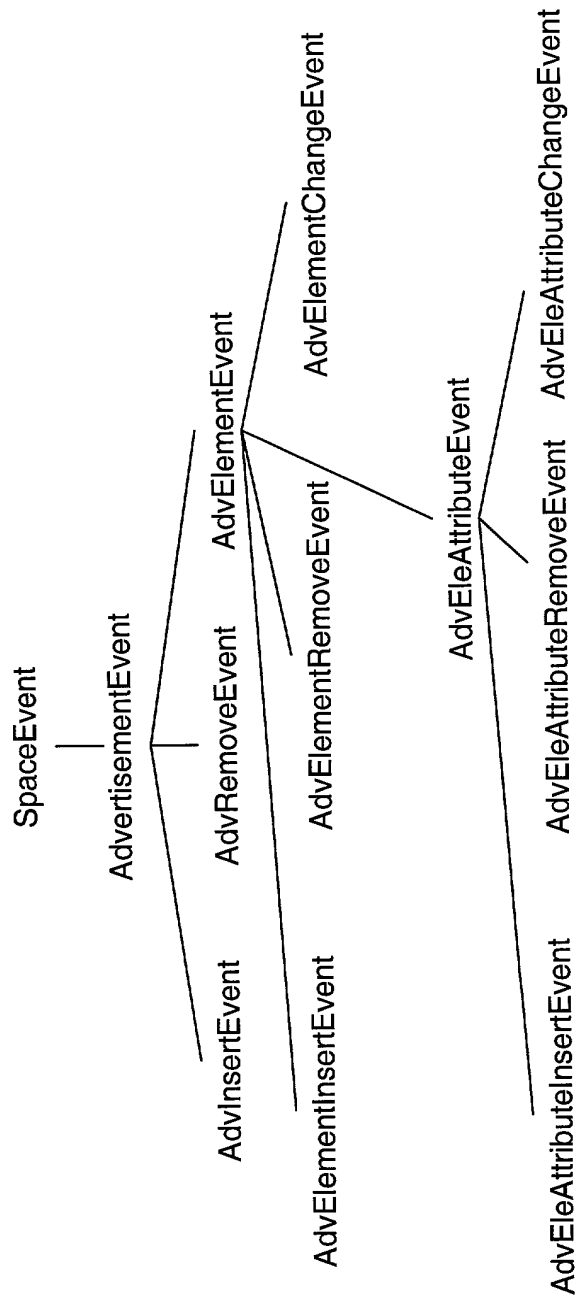 SpaceEvent
AdvertisementEvent
AdvInsertEvent
AdvRemoveEvent
AdvElementEvent
AdvElementInsertEvent
AdvElementRemoveEvent
AdvElementChangeEvent
AdvEleAttributeEvent
AdvEleAttributeInsertEvent
AdvEleAttributeRemoveEvent
AdvEleAttributeChangeEvent